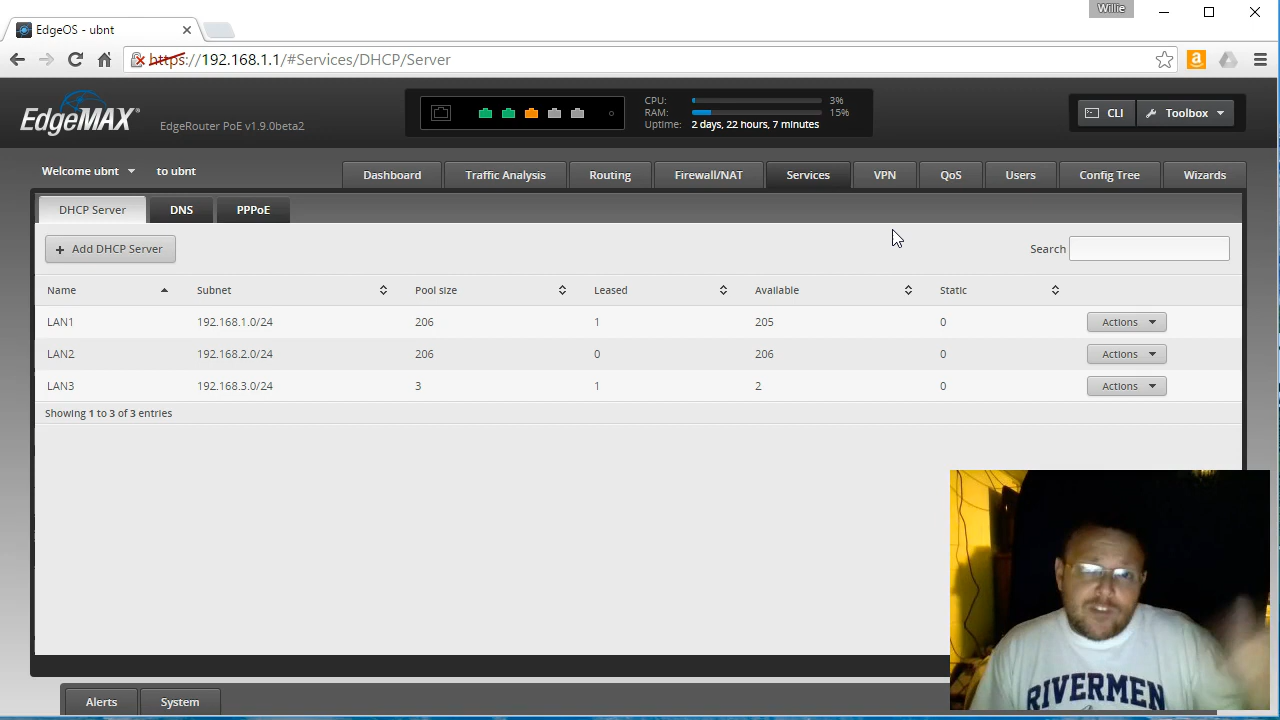 Willie
EdgeOS - ubnt
https://192.168.1.1/#Services/DHCP/Server
EdgeMAX®
EdgeRouter PoE v1.9.0beta2
CPU: 3%
RAM: 15%
Uptime: 2 days, 22 hours, 7 minutes
CLI
Toolbox
Welcome ubnt to ubnt
Dashboard Traffic Analysis Routing Firewall/NAT Services VPN QoS Users Config Tree Wizards
DHCP Server DNS PPPoE
+ Add DHCP Server
Search
Name Subnet Pool size Leased Available Static
LAN1 192.168.1.0/24 206 1 205 0 Actions
LAN2 192.168.2.0/24 206 0 206 0 Actions
LAN3 192.168.3.0/24 3 1 2 0 Actions
Showing 1 to 3 of 3 entries
RIVERMEN
Alerts System